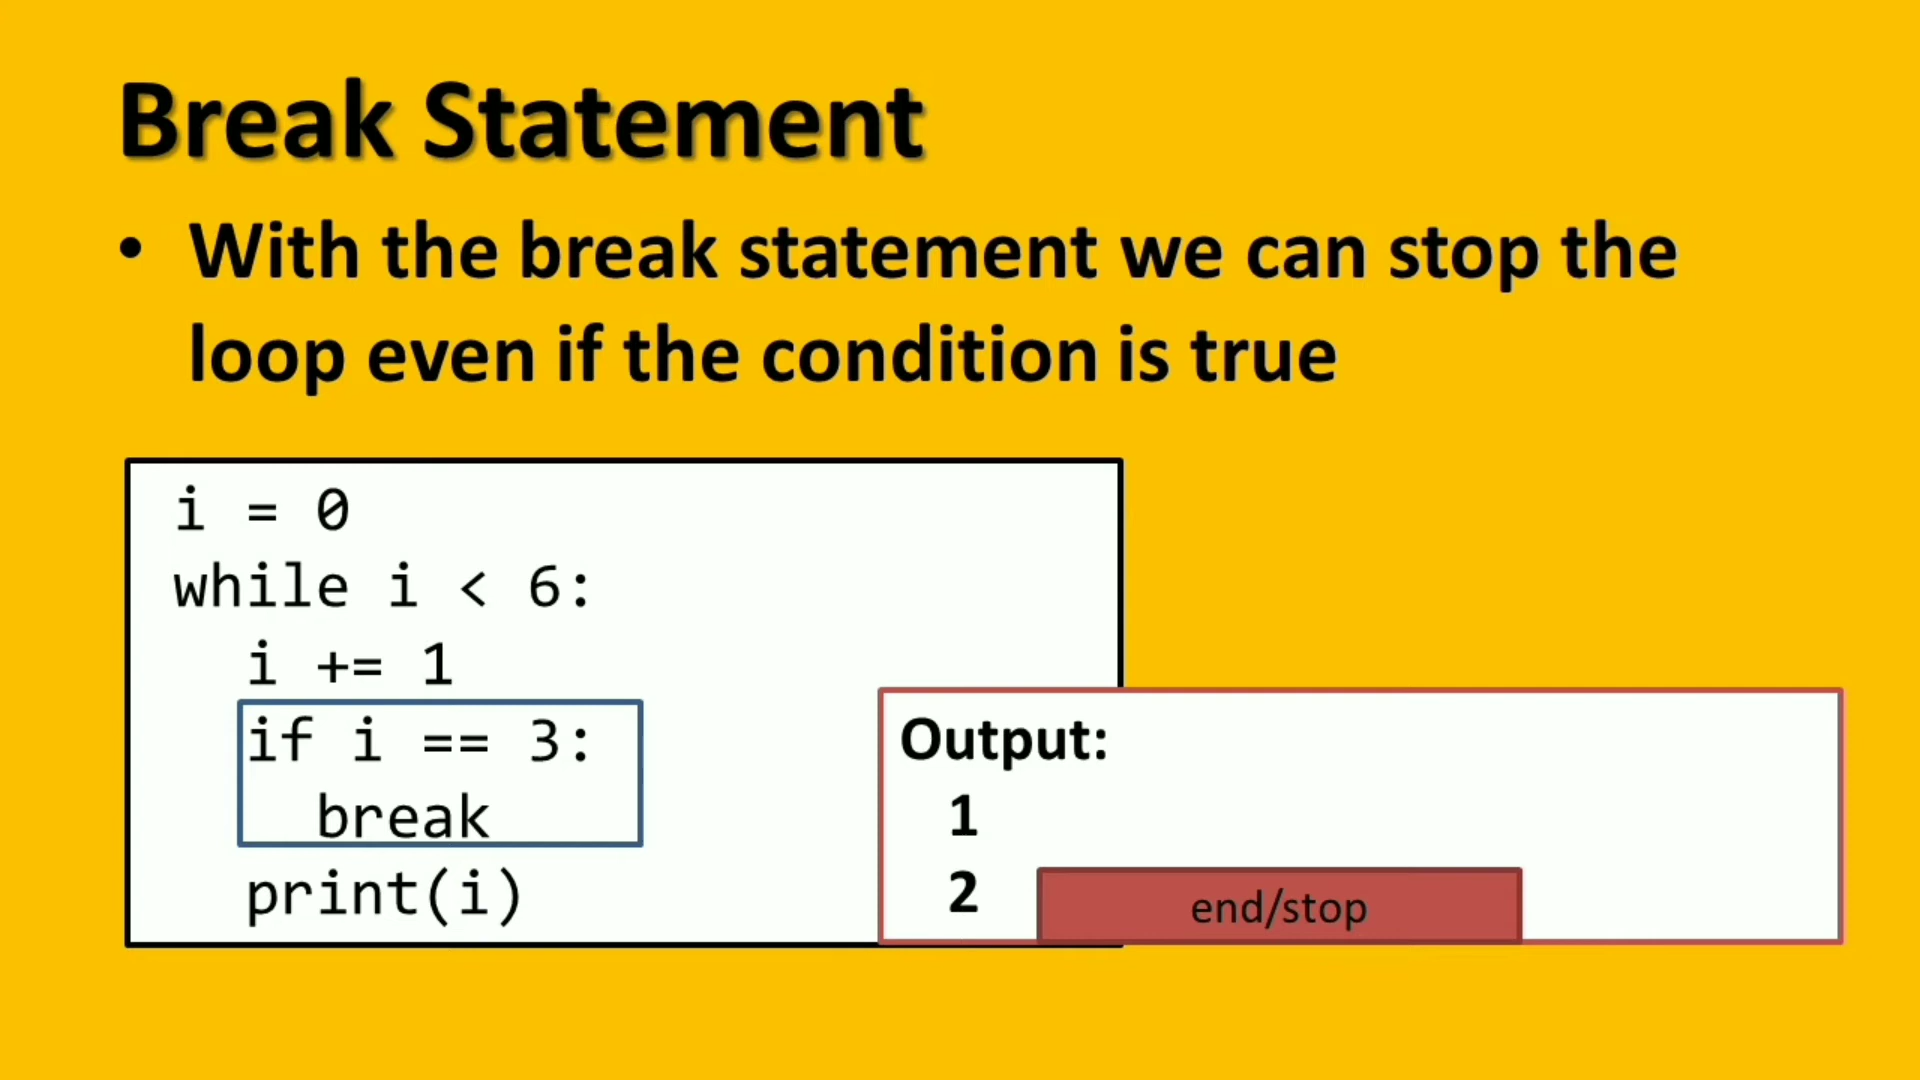 Break Statement
• With the break statement we can stop the
loop even if the condition is true
i = 0
while i < 6:
   i += 1
   if i == 3:
     break
   print(i)
Output:
1
2
end/stop